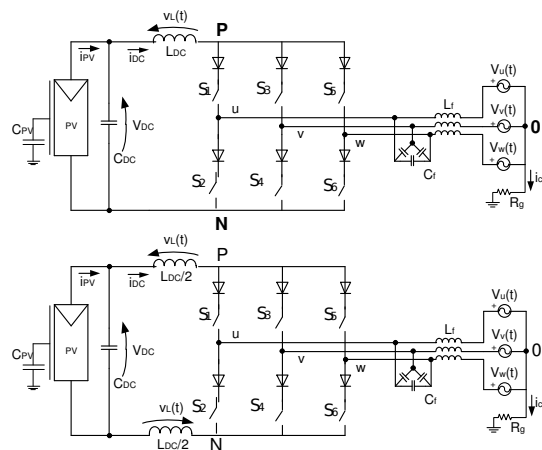 vL(t)
P
iPV
iDC
LDC
S1
S3
S5
Vu(t)
u
Lf
Vv(t)
CPV
PV
VDC
v
0
w
Vw(t)
CDC
S2
S4
S6
Cf
ic
N
Rg
vL(t)
P
iPV
iDC
LDC/2
S1
S3
S5
Vu(t)
u
Lf
Vv(t)
CPV
PV
VDC
v
0
w
Vw(t)
CDC
vL(t)
S2
S4
S6
Cf
ic
LDC/2
N
Rg